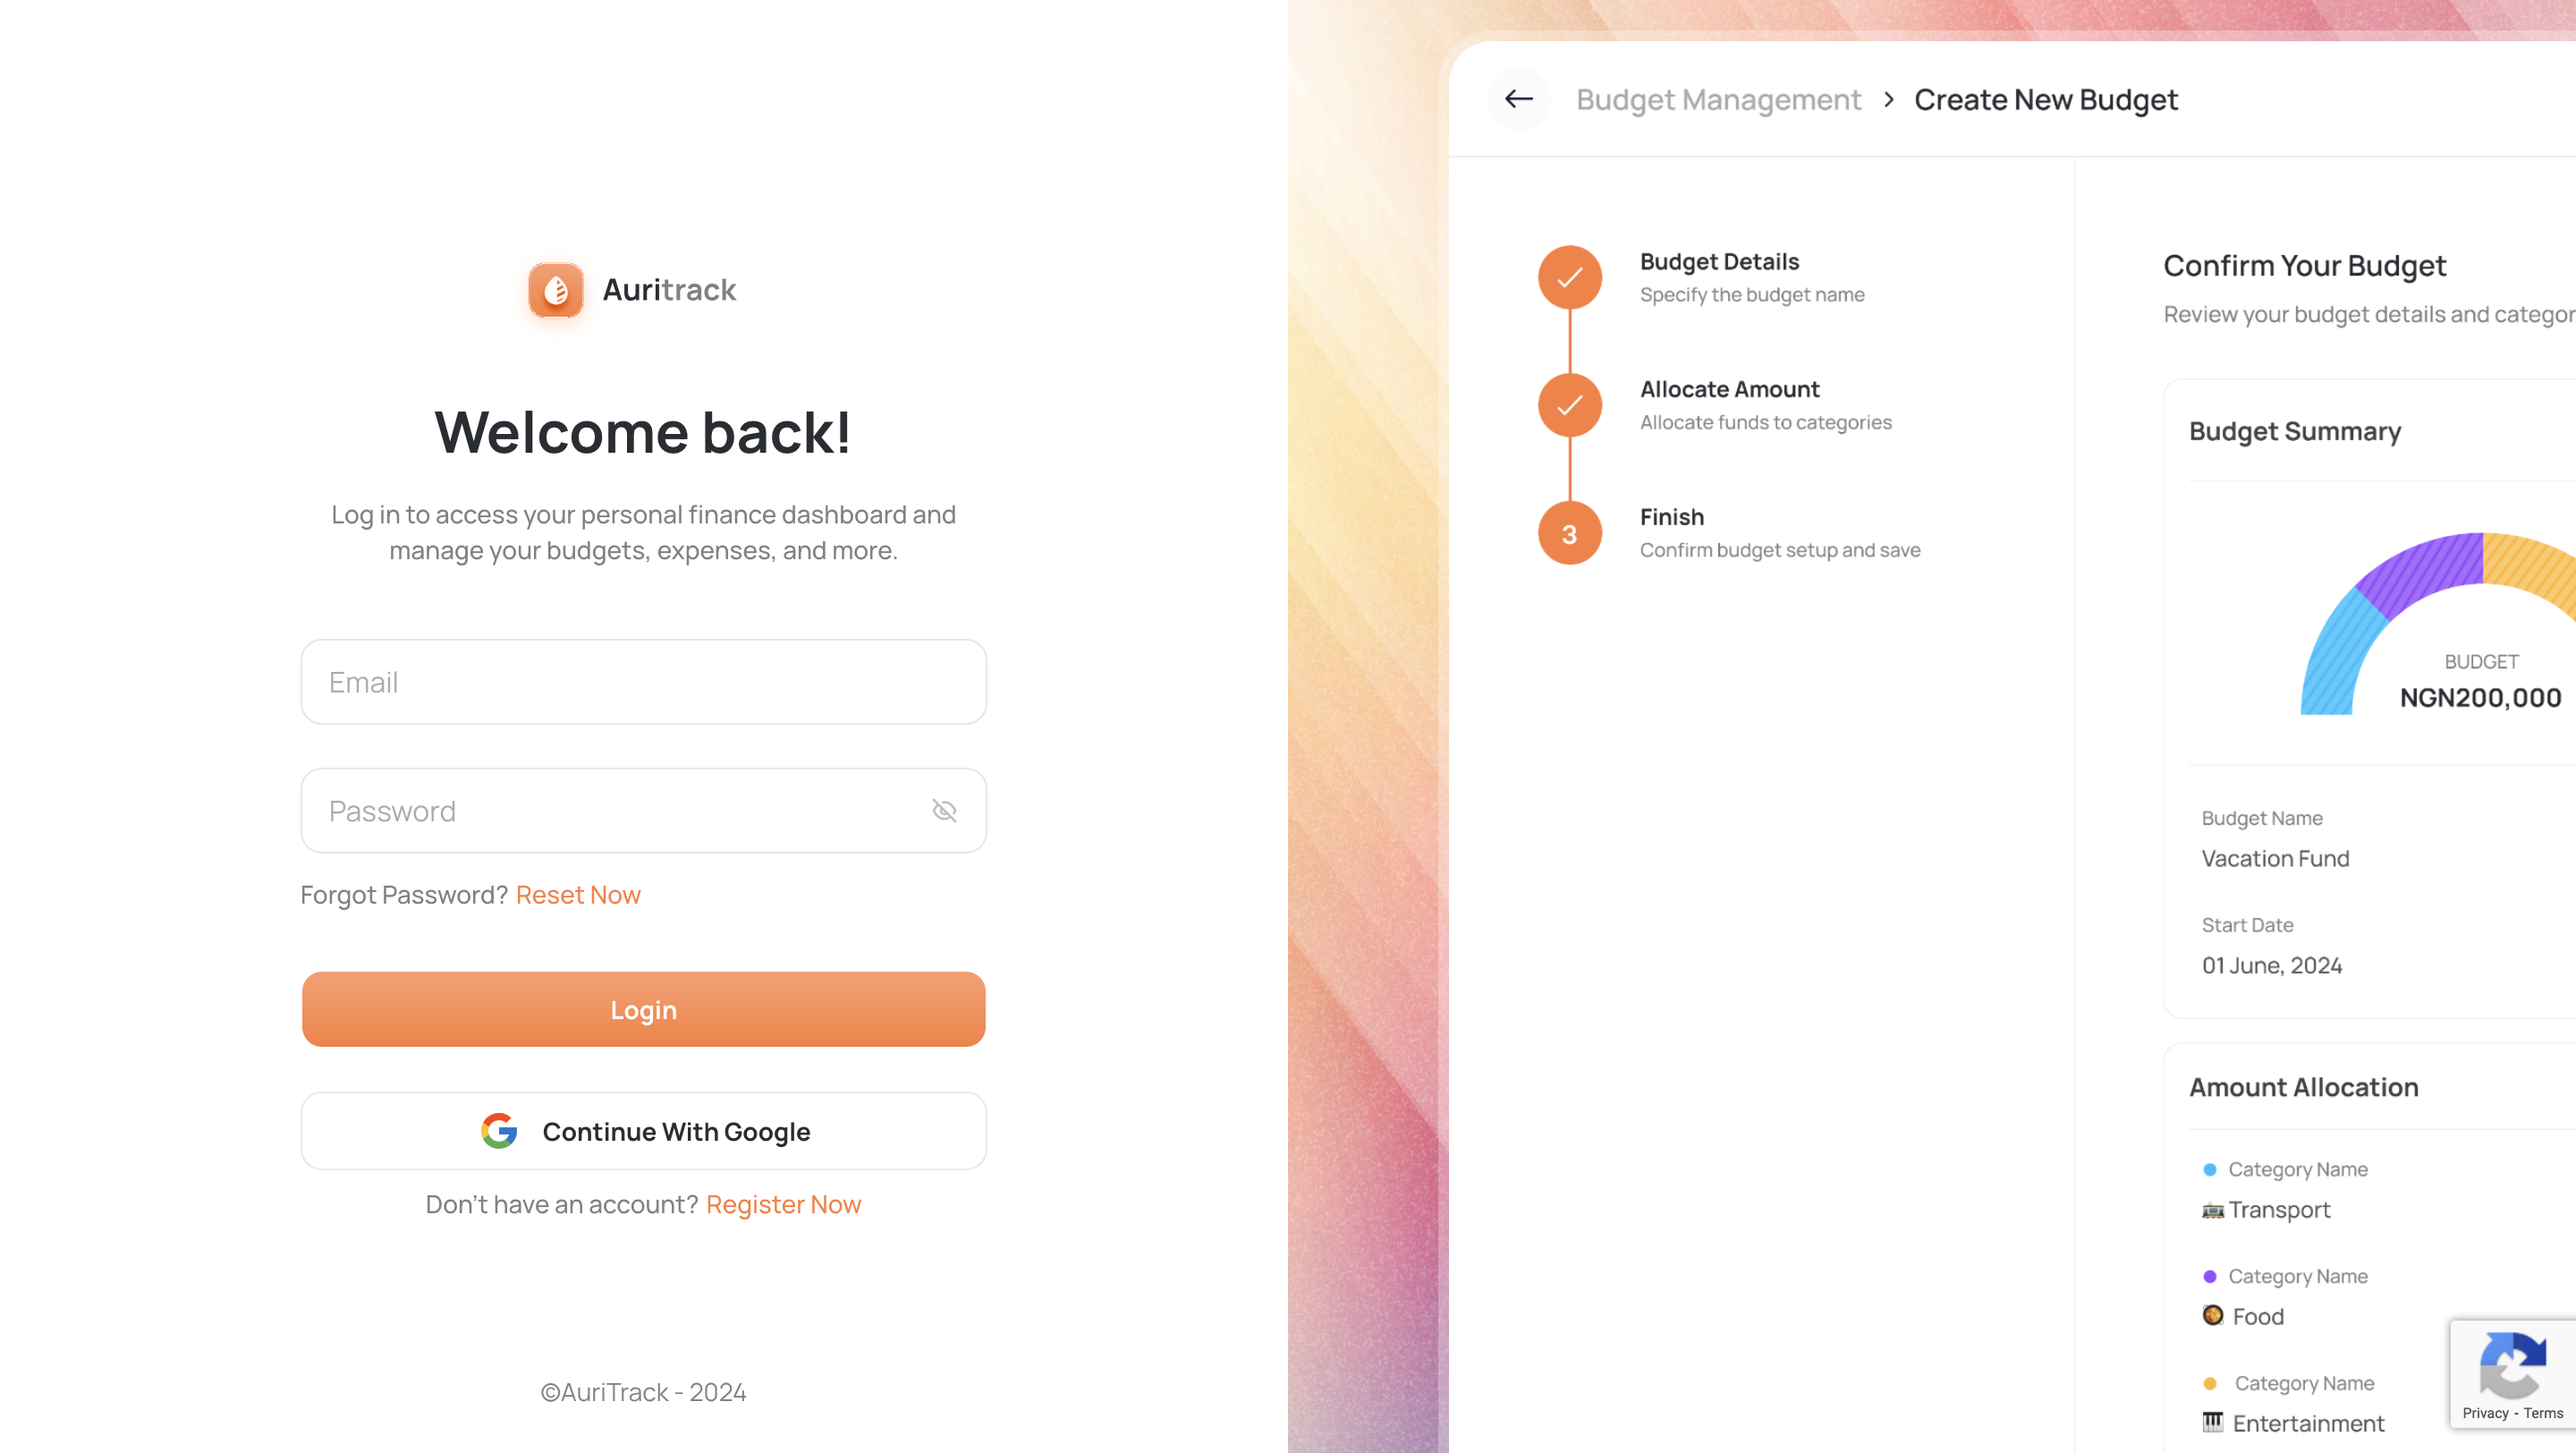 Auritrack
Welcome back!
Log in to access your personal finance dashboard and
manage your budgets, expenses, and more.
Email
Password
Forgot Password? Reset Now
Login
Continue With Google
Don't have an account? Register Now
©AuriTrack - 2024
Budget Management > Create New Budget
Budget Details
Specify the budget name
Allocate Amount
Allocate funds to categories
3
Finish
Confirm budget setup and save
Confirm Your Budget
Review your budget details and categor
Budget Summary
BUDGET
NGN200,000
Budget Name
Vacation Fund
Start Date
01 June, 2024
Amount Allocation
Category Name
Transport
Category Name
Food
Category Name
Entertainment
Privacy - Terms